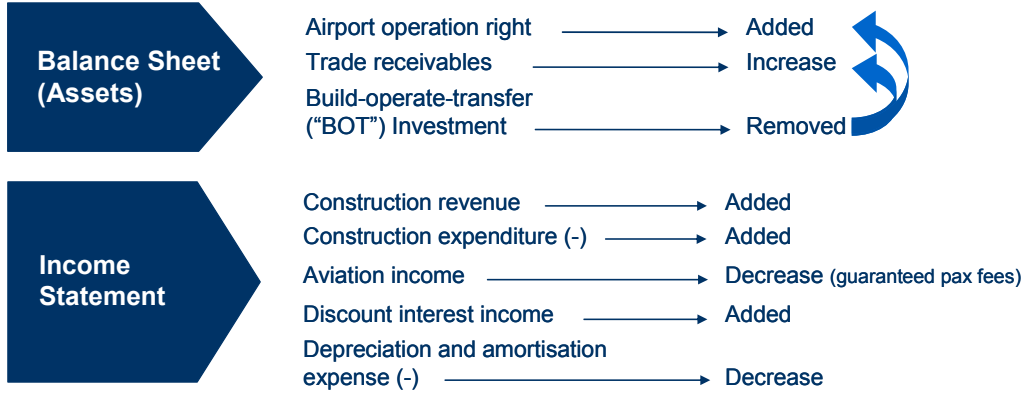 Balance Sheet
(Assets)
Airport operation right Added
Trade receivables Increase
Build-operate-transfer
(“BOT”) Investment Removed
Income
Statement
Construction revenue Added
Construction expenditure (-) Added
Aviation income Decrease (guaranteed pax fees)
Discount interest income Added
Depreciation and amortisation
expense (-) Decrease